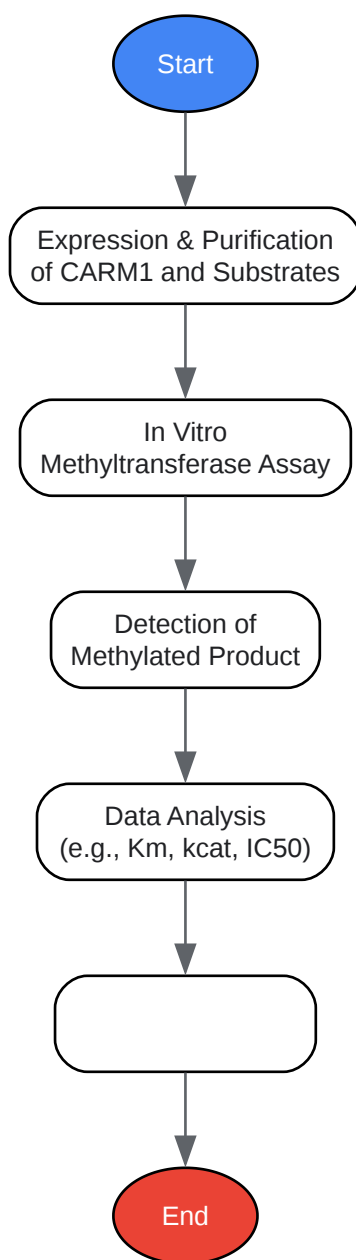 Start
Expression & Purification
of CARM1 and Substrates
In Vitro
Methyltransferase Assay
Detection of
Methylated Product
Data Analysis
(e.g., Km, kcat, IC50)
End